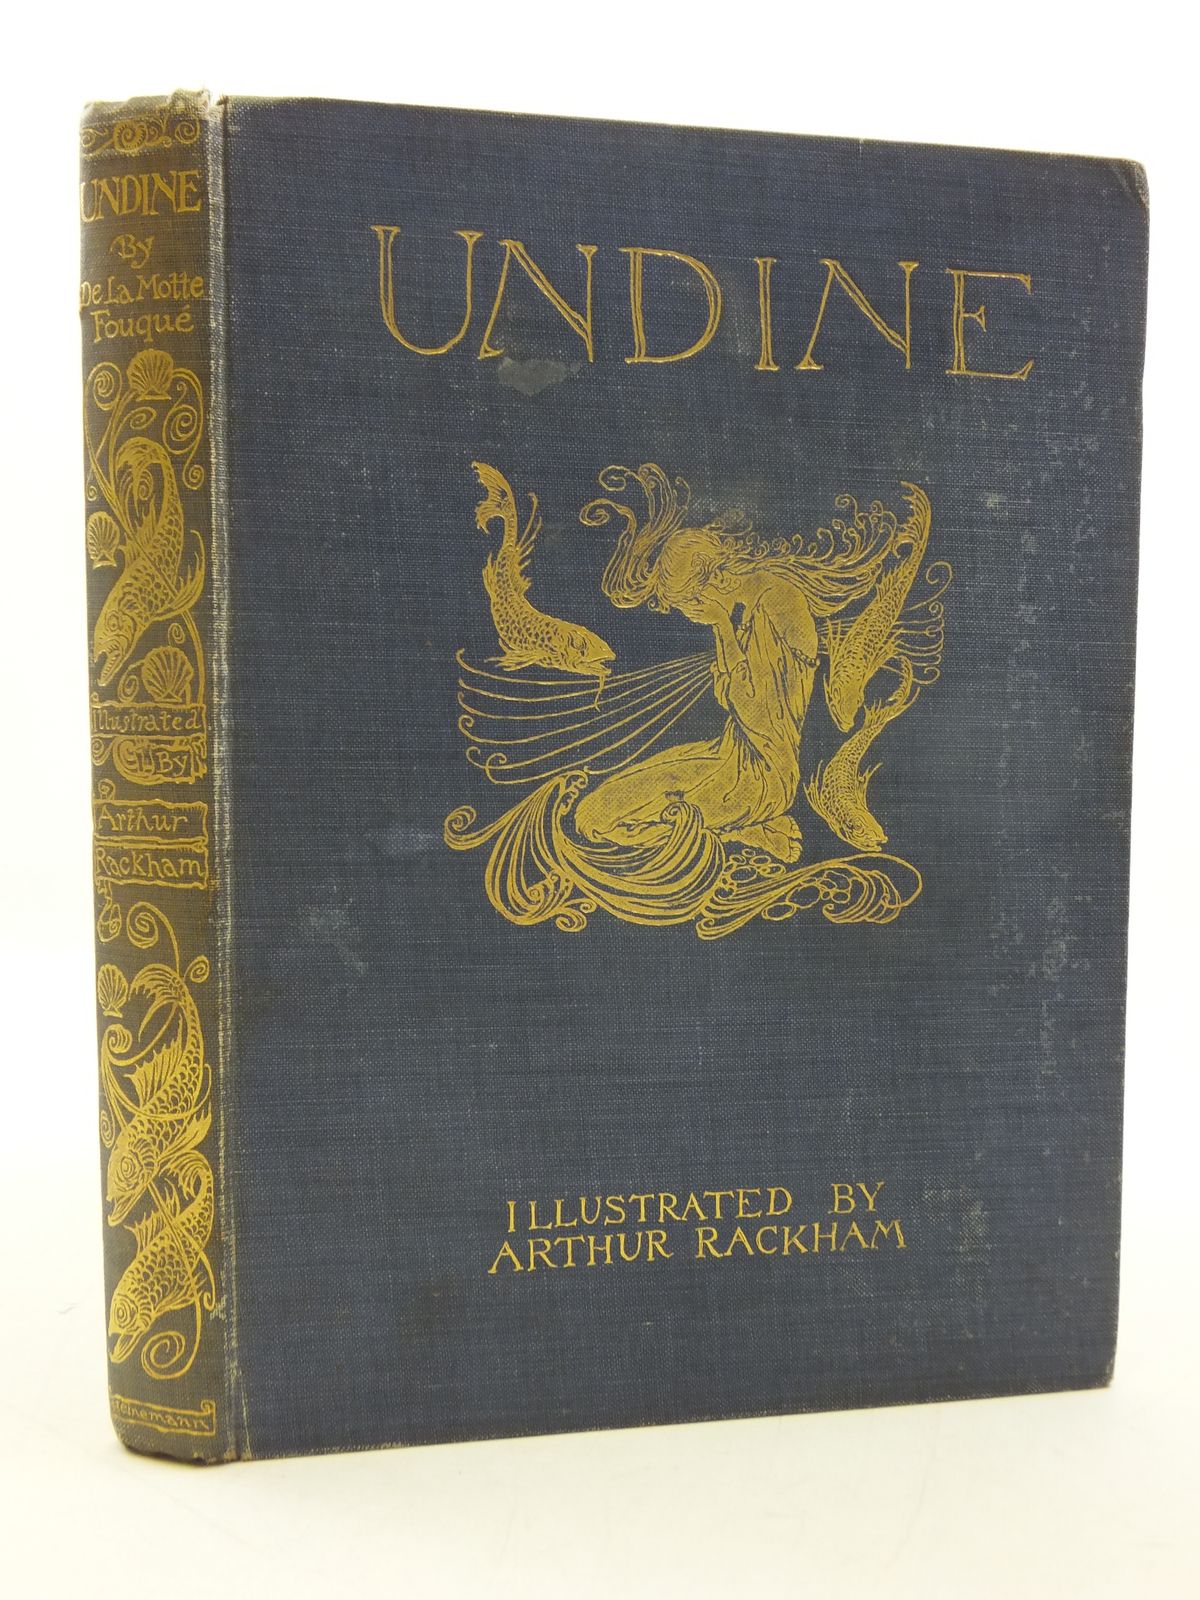 UNDINE
By
De La Motte
Fouqué
Illustrated
By
Arthur
Rackham
Heinemann
UNDINE
ILLUSTRATED BY
ARTHUR RACKHAM